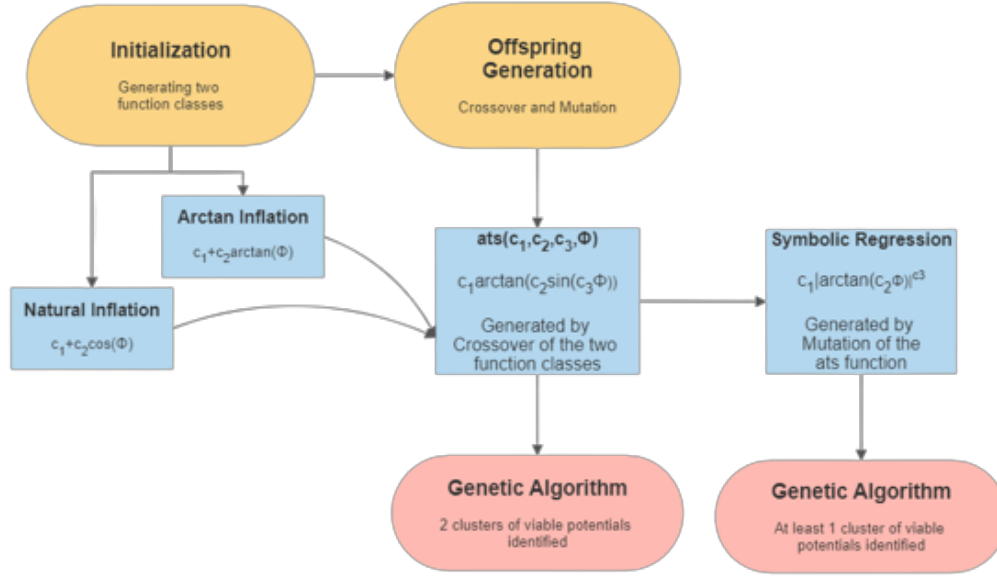 Initialization
Generating two
function classes
Offspring
Generation
Crossover and Mutation
Arctan Inflation
c₁+c₂arctan(Φ)
Natural Inflation
c₁+c₂cos(Φ)
ats(c₁,c₂,c₃,Φ)
c₁arctan(c₂sin(c₃Φ))
Generated by
Crossover of the two
function classes
Symbolic Regression
c₁|arctan(c₂Φ)|ᶜ³
Generated by
Mutation of the
ats function
Genetic Algorithm
2 clusters of viable potentials
identified
Genetic Algorithm
At least 1 cluster of viable
potentials identified